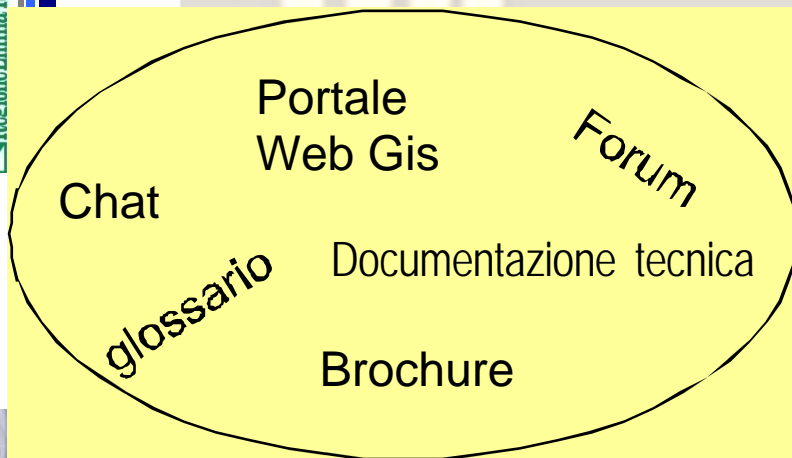 Portale
Web Gis
Forum
Chat
Documentazione tecnica
glossario
Brochure